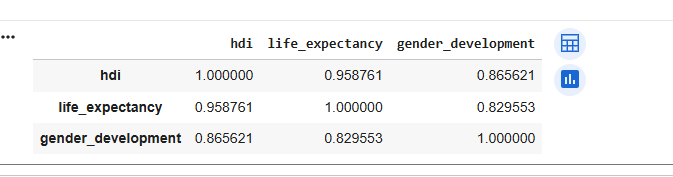 ...
hdi life_expectancy gender_development
hdi 1.000000 0.958761 0.865621
life_expectancy 0.958761 1.000000 0.829553
gender_development 0.865621 0.829553 1.000000